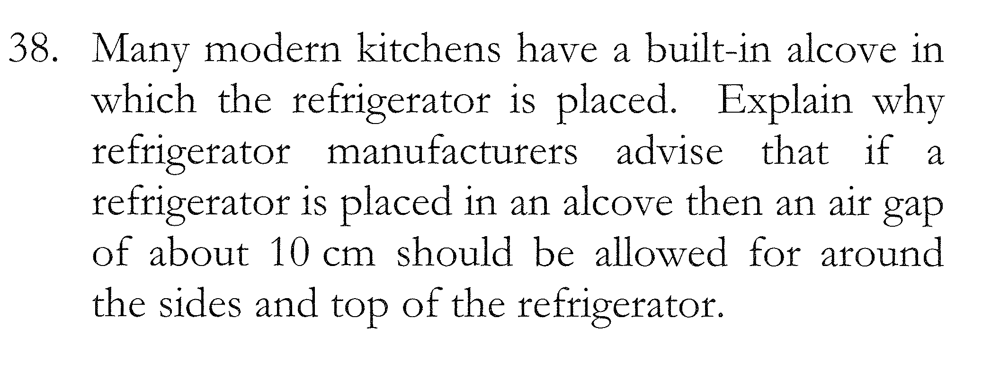 38. Many modern kitchens have a built-in alcove in
which the refrigerator is placed. Explain why
refrigerator manufacturers advise that if a
refrigerator is placed in an alcove then an air gap
of about 10 cm should be allowed for around
the sides and top of the refrigerator.